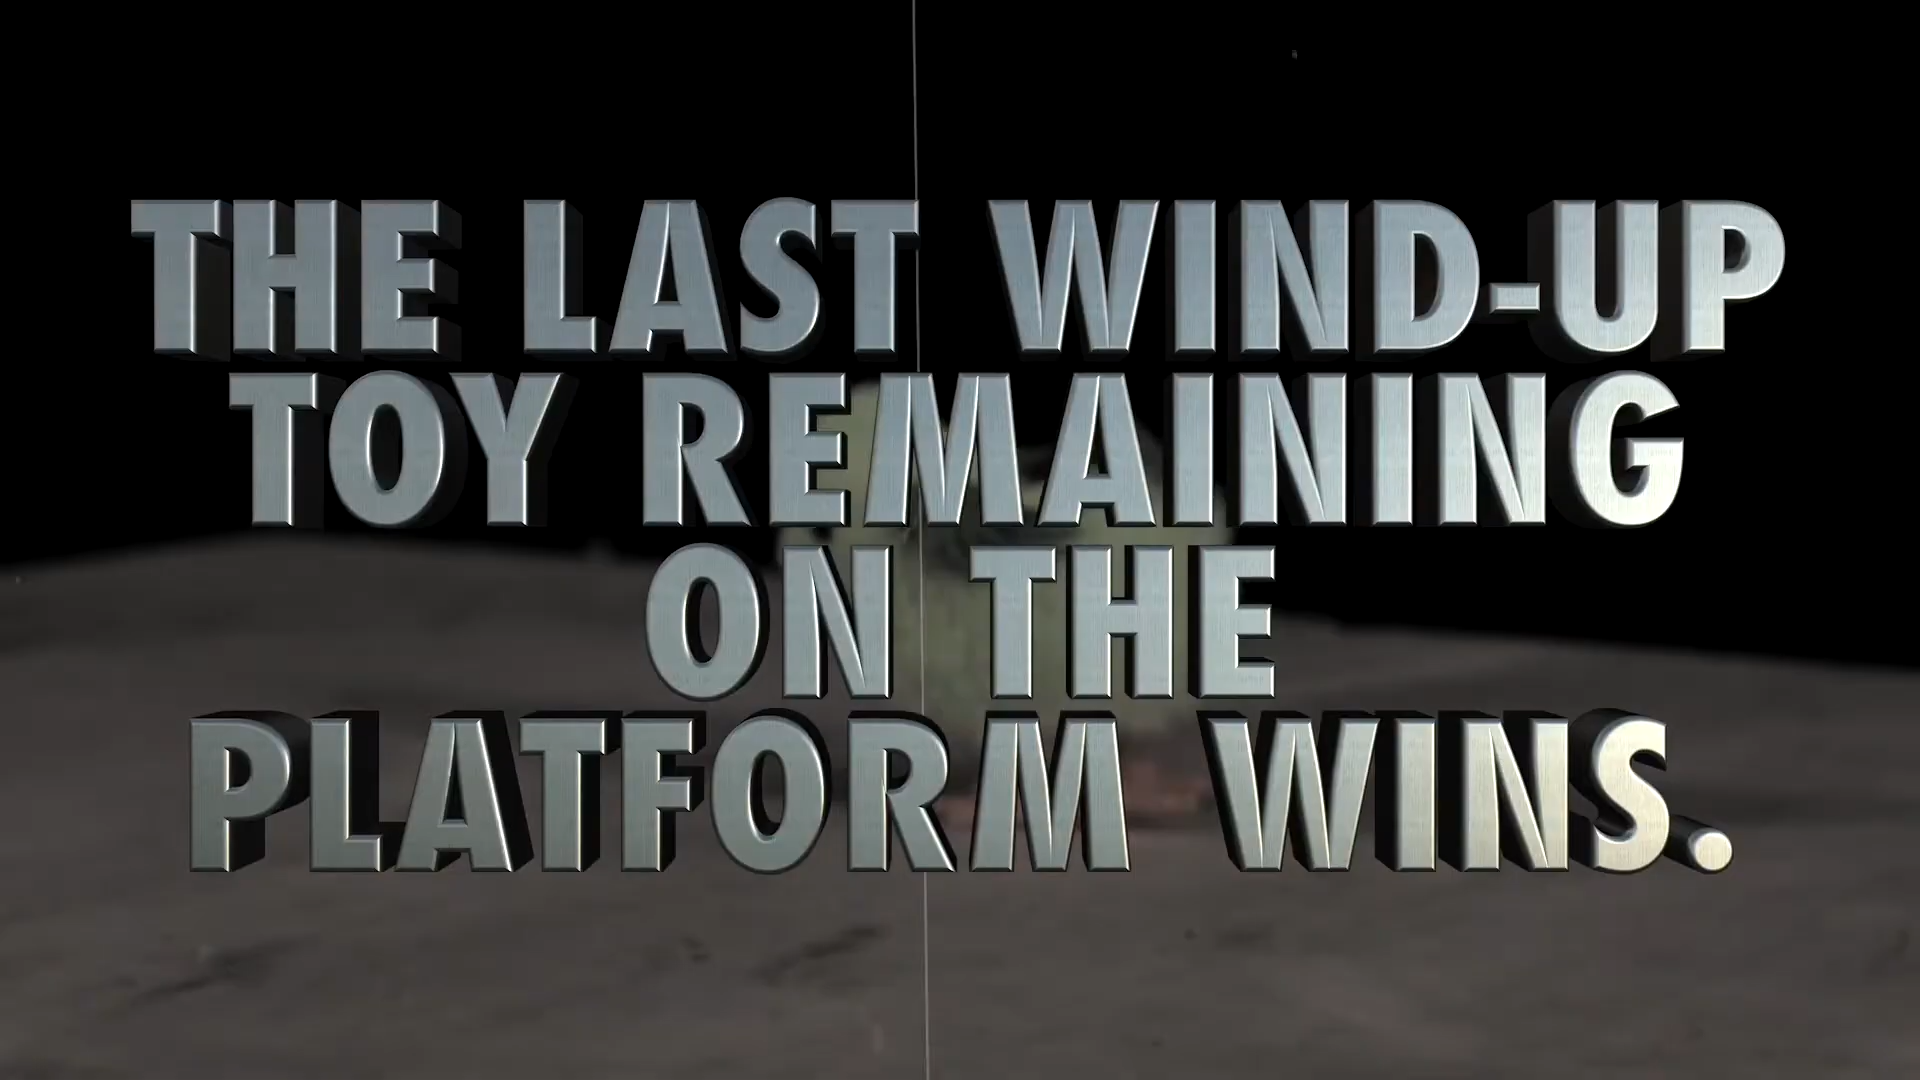 THE LAST WIND-UP
TOY REMAINING
ON THE
PLATFORM WINS.